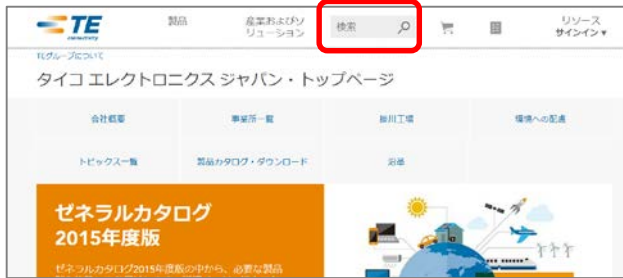 TE
connectivity
製品
産業およびソリューション
検索
リソース
サインイン▼
TEグループについて
タイコ エレクトロニクス ジャパン・トップページ
会社概要
事業所一覧
掛川工場
環境への配慮
トピックス一覧
製品カタログ・ダウンロード
沿革
ゼネラルカタログ
2015年度版
ゼネラルカタログ2015年度版の中から、必要な製品